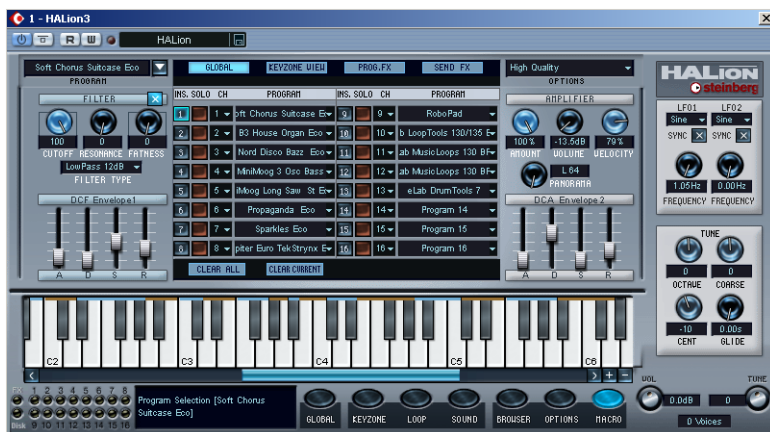 1 - HALion3
R W HALion
Soft Chorus Suitcase Eco
PROGRAM
GLOBAL KEYZONE VIEW PROG.FX SEND FX
High Quality
OPTIONS
HALion
steinberg
FILTER
100 0 0
CUTOFF RESONANCE FATNESS
LowPass 12dB
FILTER TYPE
DCF Envelope1
A D S R
INS. SOLO CH PROGRAM INS. SOLO CH PROGRAM
1 1 oft Chorus Suitcase E 9 9 RoboPad
2 2 B3 House Organ Eco 10 10 b LoopTools 130/135 E
3 3 Nord Disco Bazz Eco 11 11 ab MusicLoops 130 BF
4 4 MiniMoog 3 Osc Bass 12 12 ab MusicLoops 130 BF
5 5 iMoog Long Saw St E 13 13 eLab DrumTools 7
6 6 Propaganda Eco 14 14 Program 14
7 7 Sparkles Eco 15 15 Program 15
8 8 piter Euro TekStrynx E 16 16 Program 16
CLEAR ALL CLEAR CURRENT
AMPLIFIER
100% -13.5dB 79%
AMOUNT VOLUME VELOCITY
L 64
PANORAMA
DCA Envelope 2
A D S R
LFO1 LFO2
Sine Sine
SYNC SYNC
1.05Hz 0.00Hz
FREQUENCY FREQUENCY
TUNE
0 0
OCTAVE COARSE
-10 0.00s
CENT GLIDE
C2 C3 C4 C5 C6
FX 1 2 3 4 5 6 7 8
Disk 9 10 11 12 13 14 15 16
Program Selection [Soft Chorus
Suitcase Eco]
GLOBAL KEYZONE LOOP SOUND BROWSER OPTIONS MACRO
VOL TUNE
0.0dB 0
0 Voices